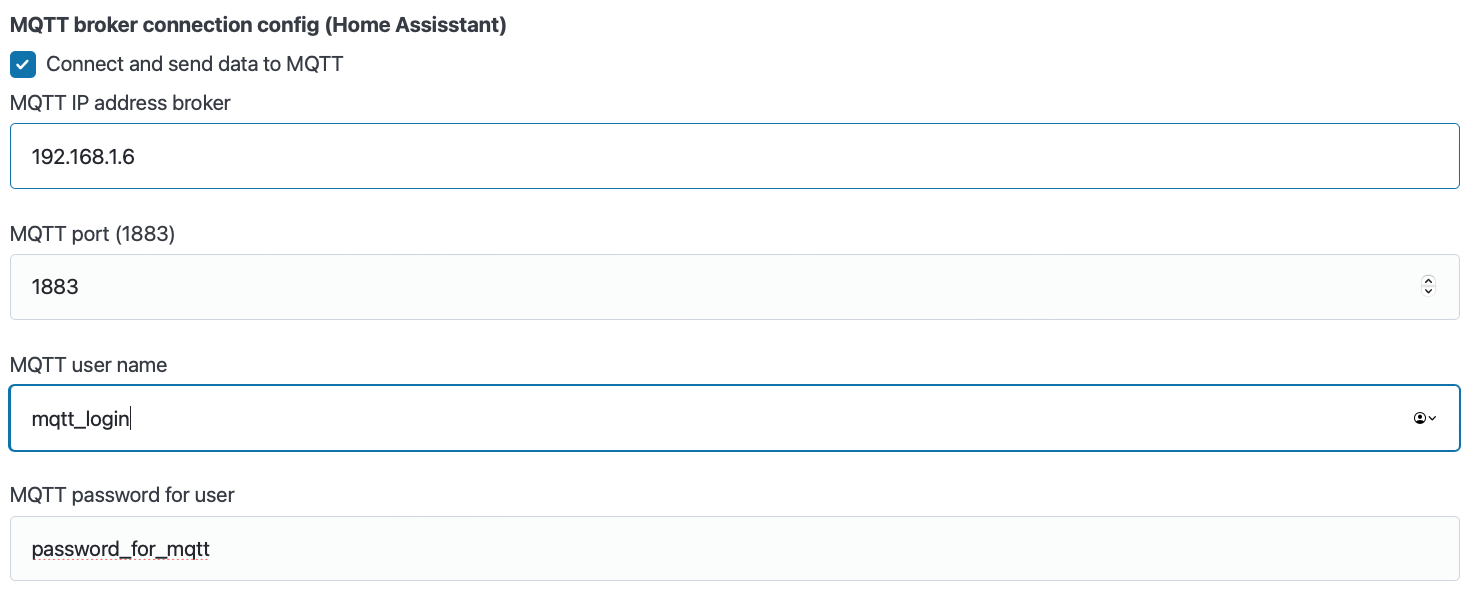 MQTT broker connection config (Home Assisstant)
Connect and send data to MQTT
MQTT IP address broker
192.168.1.6
MQTT port (1883)
1883
MQTT user name
mqtt_login
MQTT password for user
password_for_mqtt